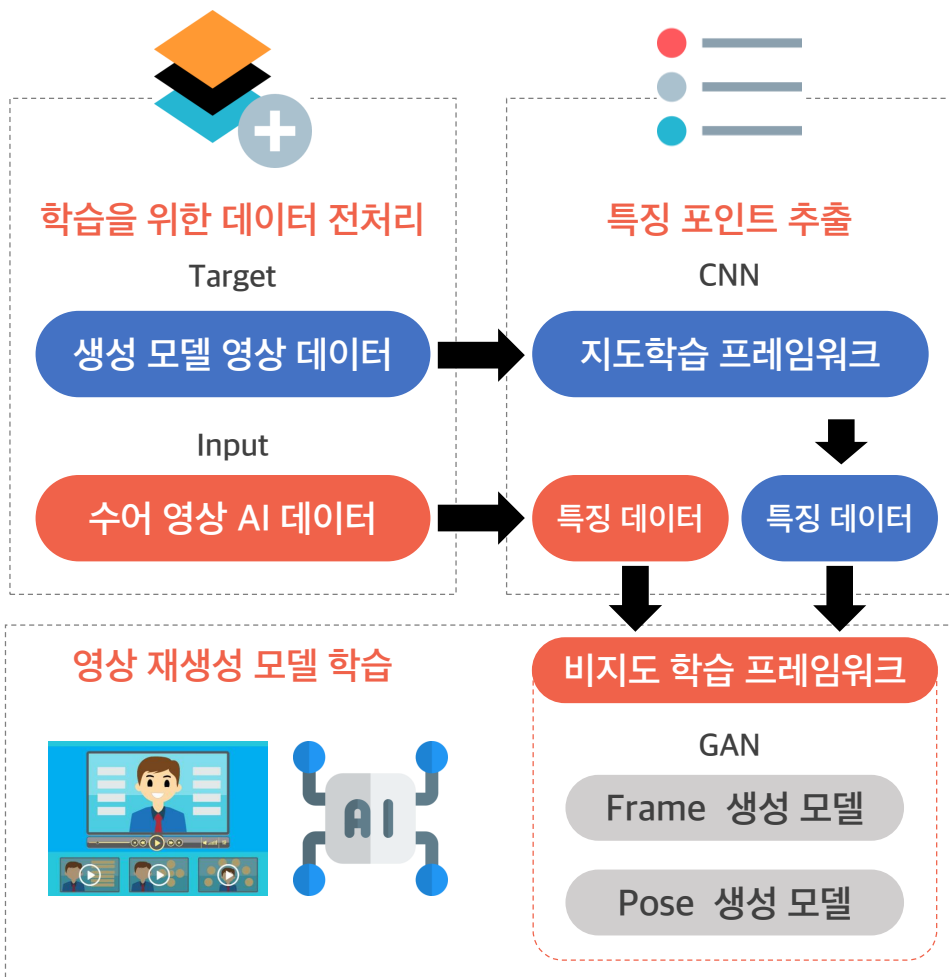 학습을 위한 데이터 전처리
Target
생성 모델 영상 데이터
Input
수어 영상 AI 데이터
특징 포인트 추출
CNN
지도학습 프레임워크
특징 데이터
특징 데이터
영상 재생성 모델 학습
AI
비지도 학습 프레임워크
GAN
Frame 생성 모델
Pose 생성 모델